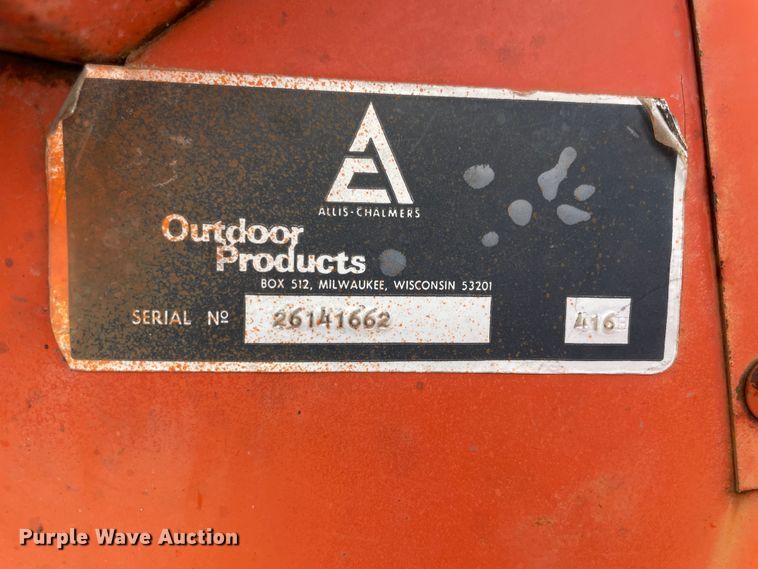 ALLIS-CHALMERS
Outdoor
Products
BOX 512, MILWAUKEE, WISCONSIN 53201
SERIAL Nº 26141662 416
Purple Wave Auction